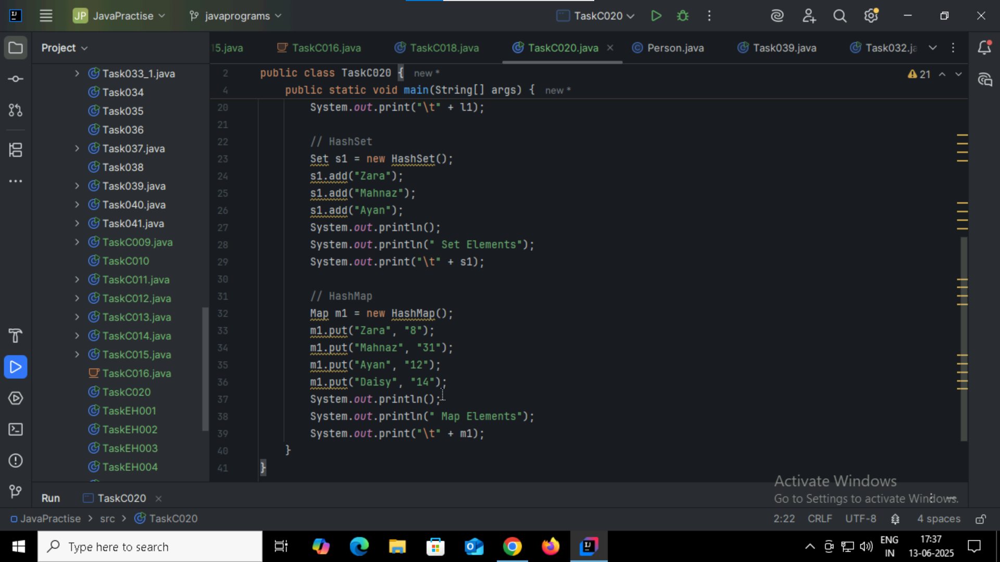 JP JavaPractise
javaprograms
TaskC020
Project
15.java
TaskC016.java
TaskC018.java
TaskC020.java
Person.java
Task039.java
Task032.ja
Task033_1.java
Task034
Task035
Task036
Task037.java
Task038
Task039.java
Task040.java
Task041.java
TaskC009.java
TaskC010
TaskC011.java
TaskC012.java
TaskC013.java
TaskC014.java
TaskC015.java
TaskC016.java
TaskC020
TaskEH001
TaskEH002
TaskEH003
TaskEH004
21
2 public class TaskC020 { new *
4 public static void main(String[] args) { new *
20 System.out.print("\t" + l1);
21
22 // HashSet
23 Set s1 = new HashSet();
24 s1.add("Zara");
25 s1.add("Mahnaz");
26 s1.add("Ayan");
27 System.out.println();
28 System.out.println(" Set Elements");
29 System.out.print("\t" + s1);
30
31 // HashMap
32 Map m1 = new HashMap();
33 m1.put("Zara", "8");
34 m1.put("Mahnaz", "31");
35 m1.put("Ayan", "12");
36 m1.put("Daisy", "14");
37 System.out.println();
38 System.out.println(" Map Elements");
39 System.out.print("\t" + m1);
40 }
41 }
Activate Windows
Go to Settings to activate Windows.
Run
TaskC020
JavaPractise > src > TaskC020
2:22 CRLF UTF-8 4 spaces
Type here to search
ENG
IN
17:37
13-06-2025